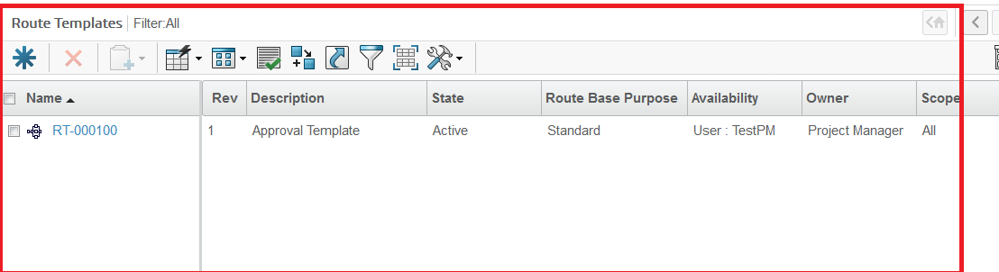 Route Templates Filter:All
Name Rev Description State Route Base Purpose Availability Owner Scope
RT-000100 1 Approval Template Active Standard User : TestPM Project Manager All